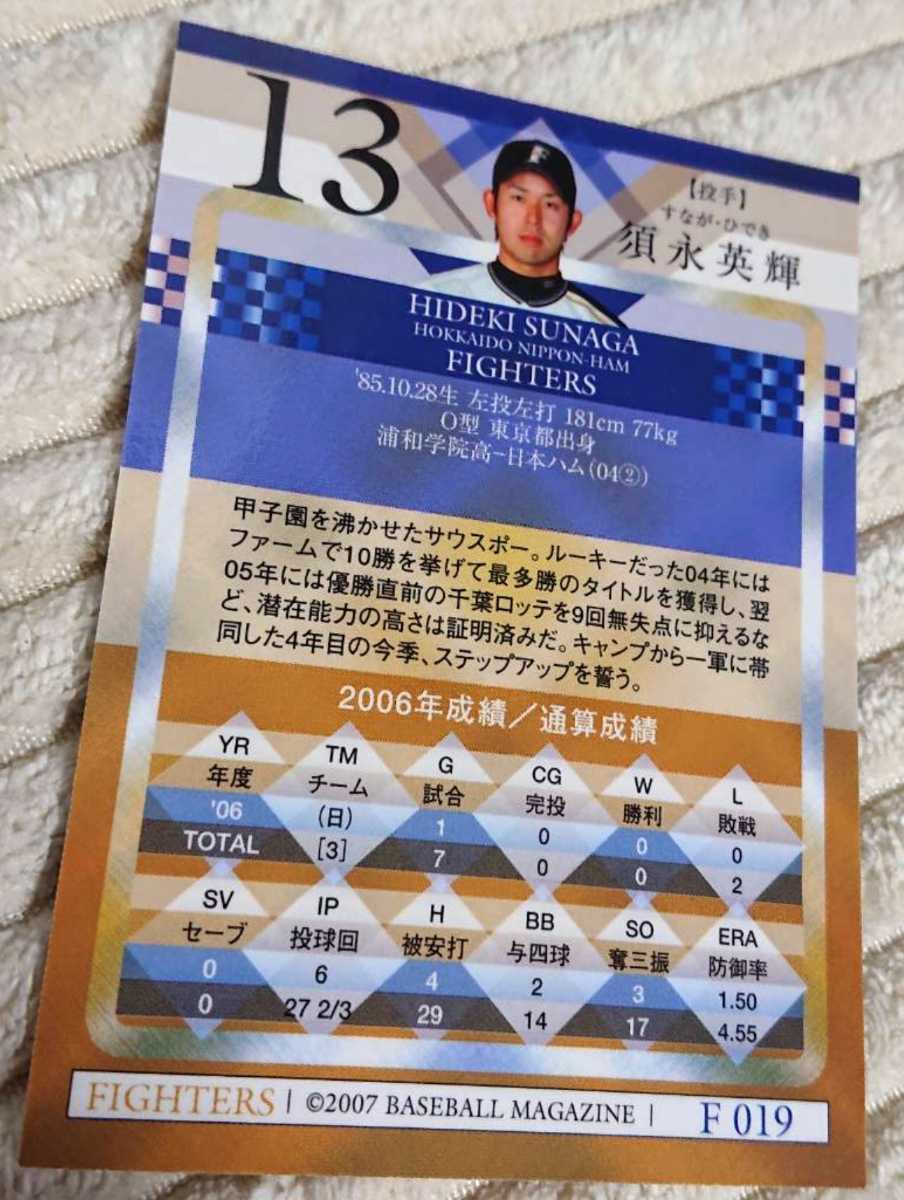 13
【投手】
すなが・ひでき
須永英輝
F
HIDEKI SUNAGA
HOKKAIDO NIPPON-HAM
FIGHTERS
'85.10.28生 左投左打 181cm 77kg
O型 東京都出身
浦和学院高−日本ハム(04②)
甲子園を沸かせたサウスポー。ルーキーだった04年には
ファームで10勝を挙げて最多勝のタイトルを獲得し、翌
05年には優勝直前の千葉ロッテを9回無失点に抑えるな
ど、潜在能力の高さは証明済みだ。キャンプから一軍に帯
同した4年目の今季、ステップアップを誓う。
2006年成績/通算成績
YR TM G CG W L
年度 チーム 試合 完投 勝利 敗戦
'06 (日) 1 0 0 0
TOTAL [3] 7 0 0 2
SV IP H BB SO ERA
セーブ 投球回 被安打 与四球 奪三振 防御率
0 6 4 2 3 1.50
0 27 2/3 29 14 17 4.55
FIGHTERS | ©2007 BASEBALL MAGAZINE | F 019